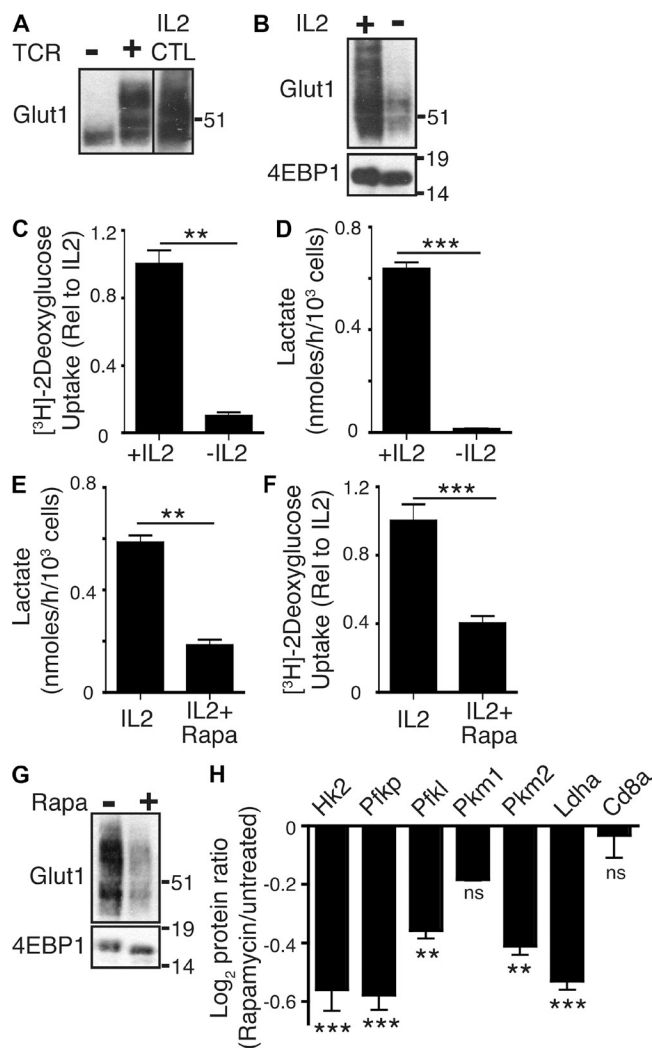 A
TCR - + IL2 CTL
Glut1
51
B
IL2 + -
Glut1
51
4EBP1
19
14
C
[³H]-2Deoxyglucose
Uptake (Rel to IL2)
1.2
0.8
0.4
0
**
+IL2 -IL2
D
Lactate
(nmoles/h/10³ cells)
0.8
0.4
0
***
+IL2 -IL2
E
Lactate
(nmoles/h/10³ cells)
0.8
0.4
0
**
IL2 IL2+
Rapa
F
[³H]-2Deoxyglucose
Uptake (Rel to IL2)
1.2
0.8
0.4
0
***
IL2 IL2+
Rapa
G
Rapa - +
Glut1
51
4EBP1
19
14
H
Hk2 Pfkp Pfkl Pkm1 Pkm2 Ldha Cd8a
Log₂ protein ratio
(Rapamycin/untreated)
0
-0.2
-0.4
-0.6
*** *** ** ns ** *** ns